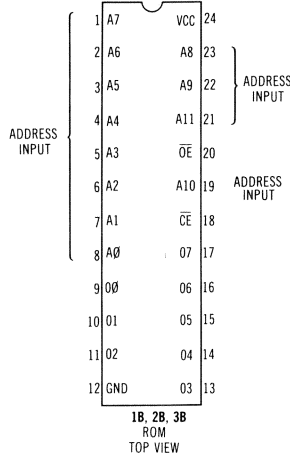 1 A7 VCC 24
2 A6 A8 23
3 A5 A9 22
ADDRESS INPUT
4 A4 A11 21
ADDRESS INPUT
5 A3 OE 20
6 A2 A10 19
ADDRESS INPUT
7 A1 CE 18
8 AØ 07 17
9 0Ø 06 16
10 01 05 15
11 02 04 14
12 GND 03 13
1B, 2B, 3B
ROM
TOP VIEW